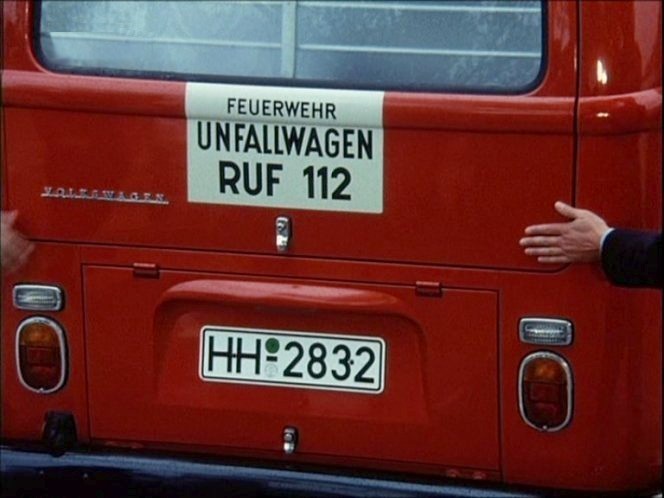 FEUERWEHR
UNFALLWAGEN
RUF 112
VOLKSWAGEN
HH-2832